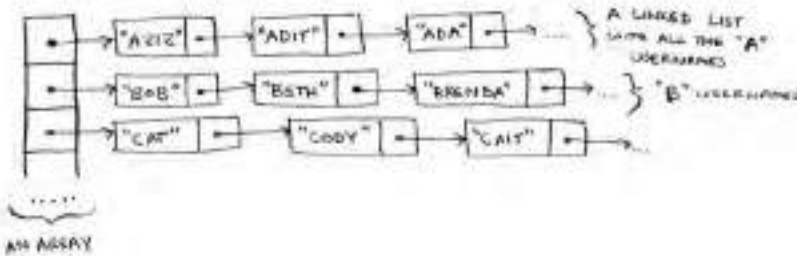 "AZIZ" "ADIT" "ADA" ... A LINKED LIST
WITH ALL THE "A"
USERNAMES
"BOB" "BETH" "BRENDA" ... "B" USERNAMES
"CAT" "CODY" "CAIT" ...
.....
AN ARRAY